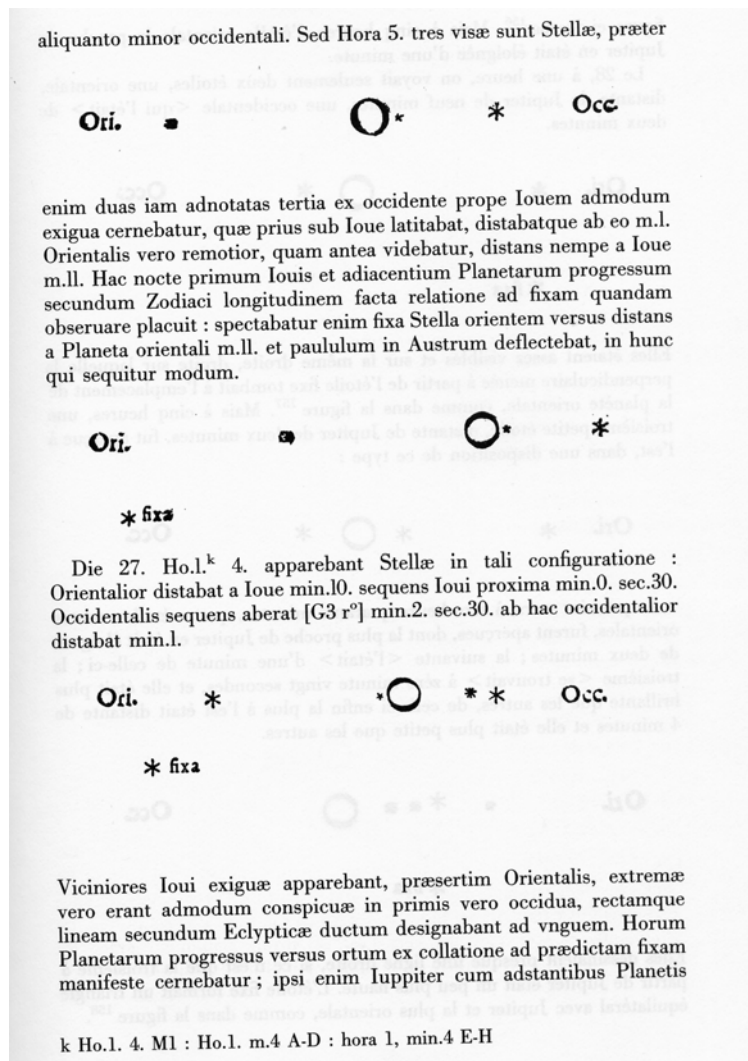 aliquanto minor occidentali. Sed Hora 5. tres visæ sunt Stellæ, præter
Ori. Occ.
enim duas iam adnotatas tertia ex occidente prope Iouem admodum
exigua cernebatur, quæ prius sub Ioue latitabat, distabatque ab eo m.l.
Orientalis vero remotior, quam antea videbatur, distans nempe a Ioue
m.ll. Hac nocte primum Iouis et adiacentium Planetarum progressum
secundum Zodiaci longitudinem facta relatione ad fixam quandam
obseruare placuit : spectabatur enim fixa Stella orientem versus distans
a Planeta orientali m.ll. et paululum in Austrum deflectebat, in hunc
qui sequitur modum.
Ori.
fixa
Die 27. Ho.l.k 4. apparebant Stellæ in tali configuratione :
Orientalior distabat a Ioue min.l0. sequens Ioui proxima min.0. sec.30.
Occidentalis sequens aberat [G3 r°] min.2. sec.30. ab hac occidentalior
distabat min.l.
Ori. Occ.
fixa
Viciniores Ioui exiguæ apparebant, præsertim Orientalis, extremæ
vero erant admodum conspicuæ in primis vero occidua, rectamque
lineam secundum Eclypticæ ductum designabant ad vnguem. Horum
Planetarum progressus versus ortum ex collatione ad prædictam fixam
manifeste cernebatur ; ipsi enim Iuppiter cum adstantibus Planetis
k Ho.l. 4. M1 : Ho.l. m.4 A-D : hora 1, min.4 E-H